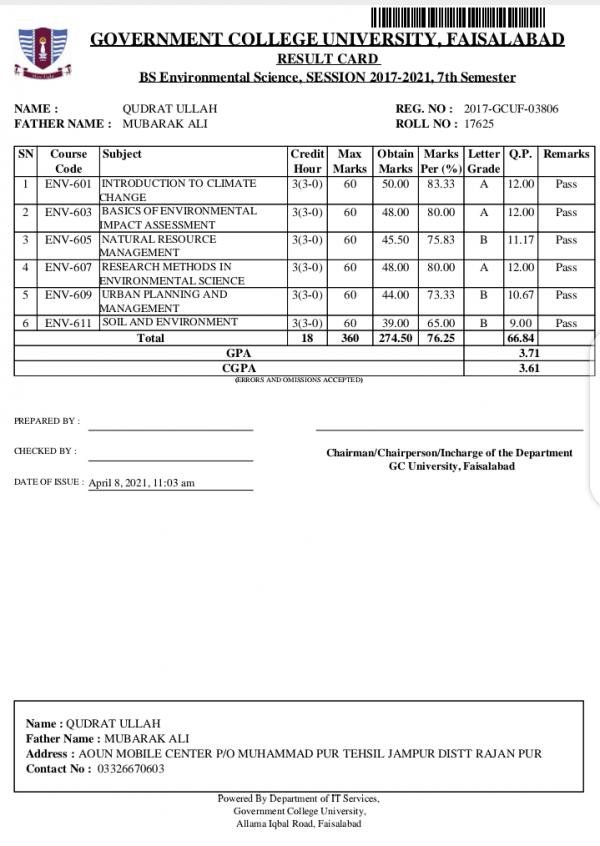 GOVERNMENT COLLEGE UNIVERSITY, FAISALABAD
RESULT CARD
BS Environmental Science, SESSION 2017-2021, 7th Semester
NAME : QUDRAT ULLAH REG. NO : 2017-GCUF-03806
FATHER NAME : MUBARAK ALI ROLL NO : 17625
SN Course Code Subject Credit Hour Max Marks Obtain Marks Marks Per (%) Letter Grade Q.P. Remarks
1 ENV-601 INTRODUCTION TO CLIMATE CHANGE 3(3-0) 60 50.00 83.33 A 12.00 Pass
2 ENV-603 BASICS OF ENVIRONMENTAL IMPACT ASSESSMENT 3(3-0) 60 48.00 80.00 A 12.00 Pass
3 ENV-605 NATURAL RESOURCE MANAGEMENT 3(3-0) 60 45.50 75.83 B 11.17 Pass
4 ENV-607 RESEARCH METHODS IN ENVIRONMENTAL SCIENCE 3(3-0) 60 48.00 80.00 A 12.00 Pass
5 ENV-609 URBAN PLANNING AND MANAGEMENT 3(3-0) 60 44.00 73.33 B 10.67 Pass
6 ENV-611 SOIL AND ENVIRONMENT 3(3-0) 60 39.00 65.00 B 9.00 Pass
Total 18 360 274.50 76.25 66.84
GPA 3.71
CGPA 3.61
(ERRORS AND OMISSIONS ACCEPTED)
PREPARED BY :
CHECKED BY :
Chairman/Chairperson/Incharge of the Department
GC University, Faisalabad
DATE OF ISSUE : April 8, 2021, 11:03 am
Name : QUDRAT ULLAH
Father Name : MUBARAK ALI
Address : AOUN MOBILE CENTER P/O MUHAMMAD PUR TEHSIL JAMPUR DISTT RAJAN PUR
Contact No : 03326670603
Powered By Department of IT Services,
Government College University,
Allama Iqbal Road, Faisalabad